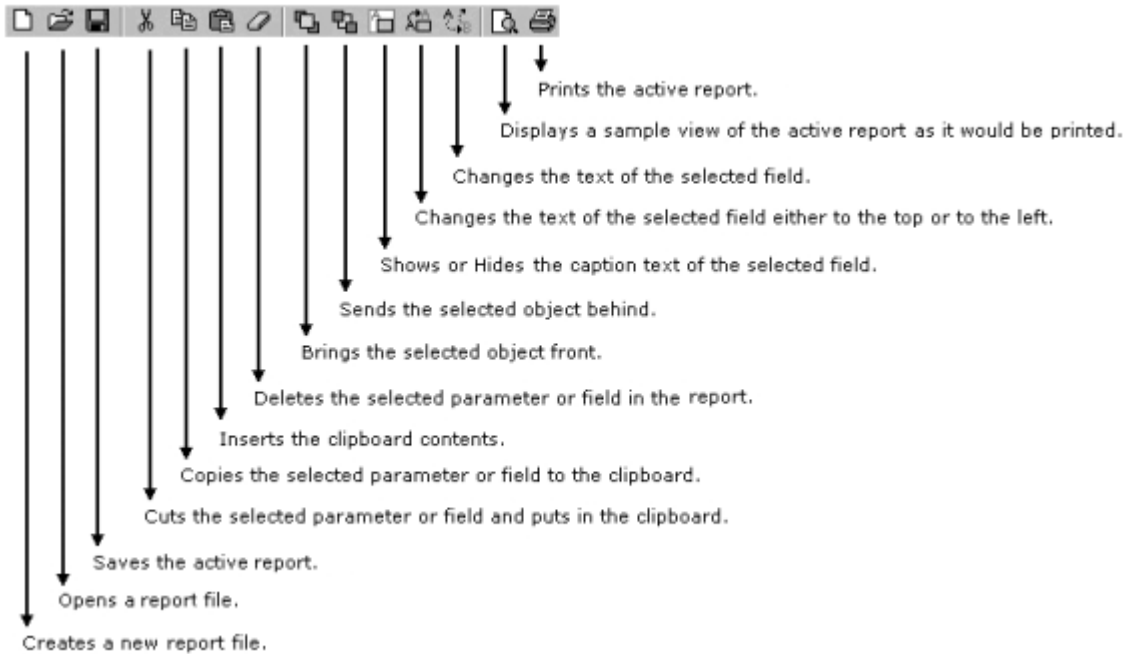 Prints the active report.
Displays a sample view of the active report as it would be printed.
Changes the text of the selected field.
Changes the text of the selected field either to the top or to the left.
Shows or Hides the caption text of the selected field.
Sends the selected object behind.
Brings the selected object front.
Deletes the selected parameter or field in the report.
Inserts the clipboard contents.
Copies the selected parameter or field to the clipboard.
Cuts the selected parameter or field and puts in the clipboard.
Saves the active report.
Opens a report file.
Creates a new report file.